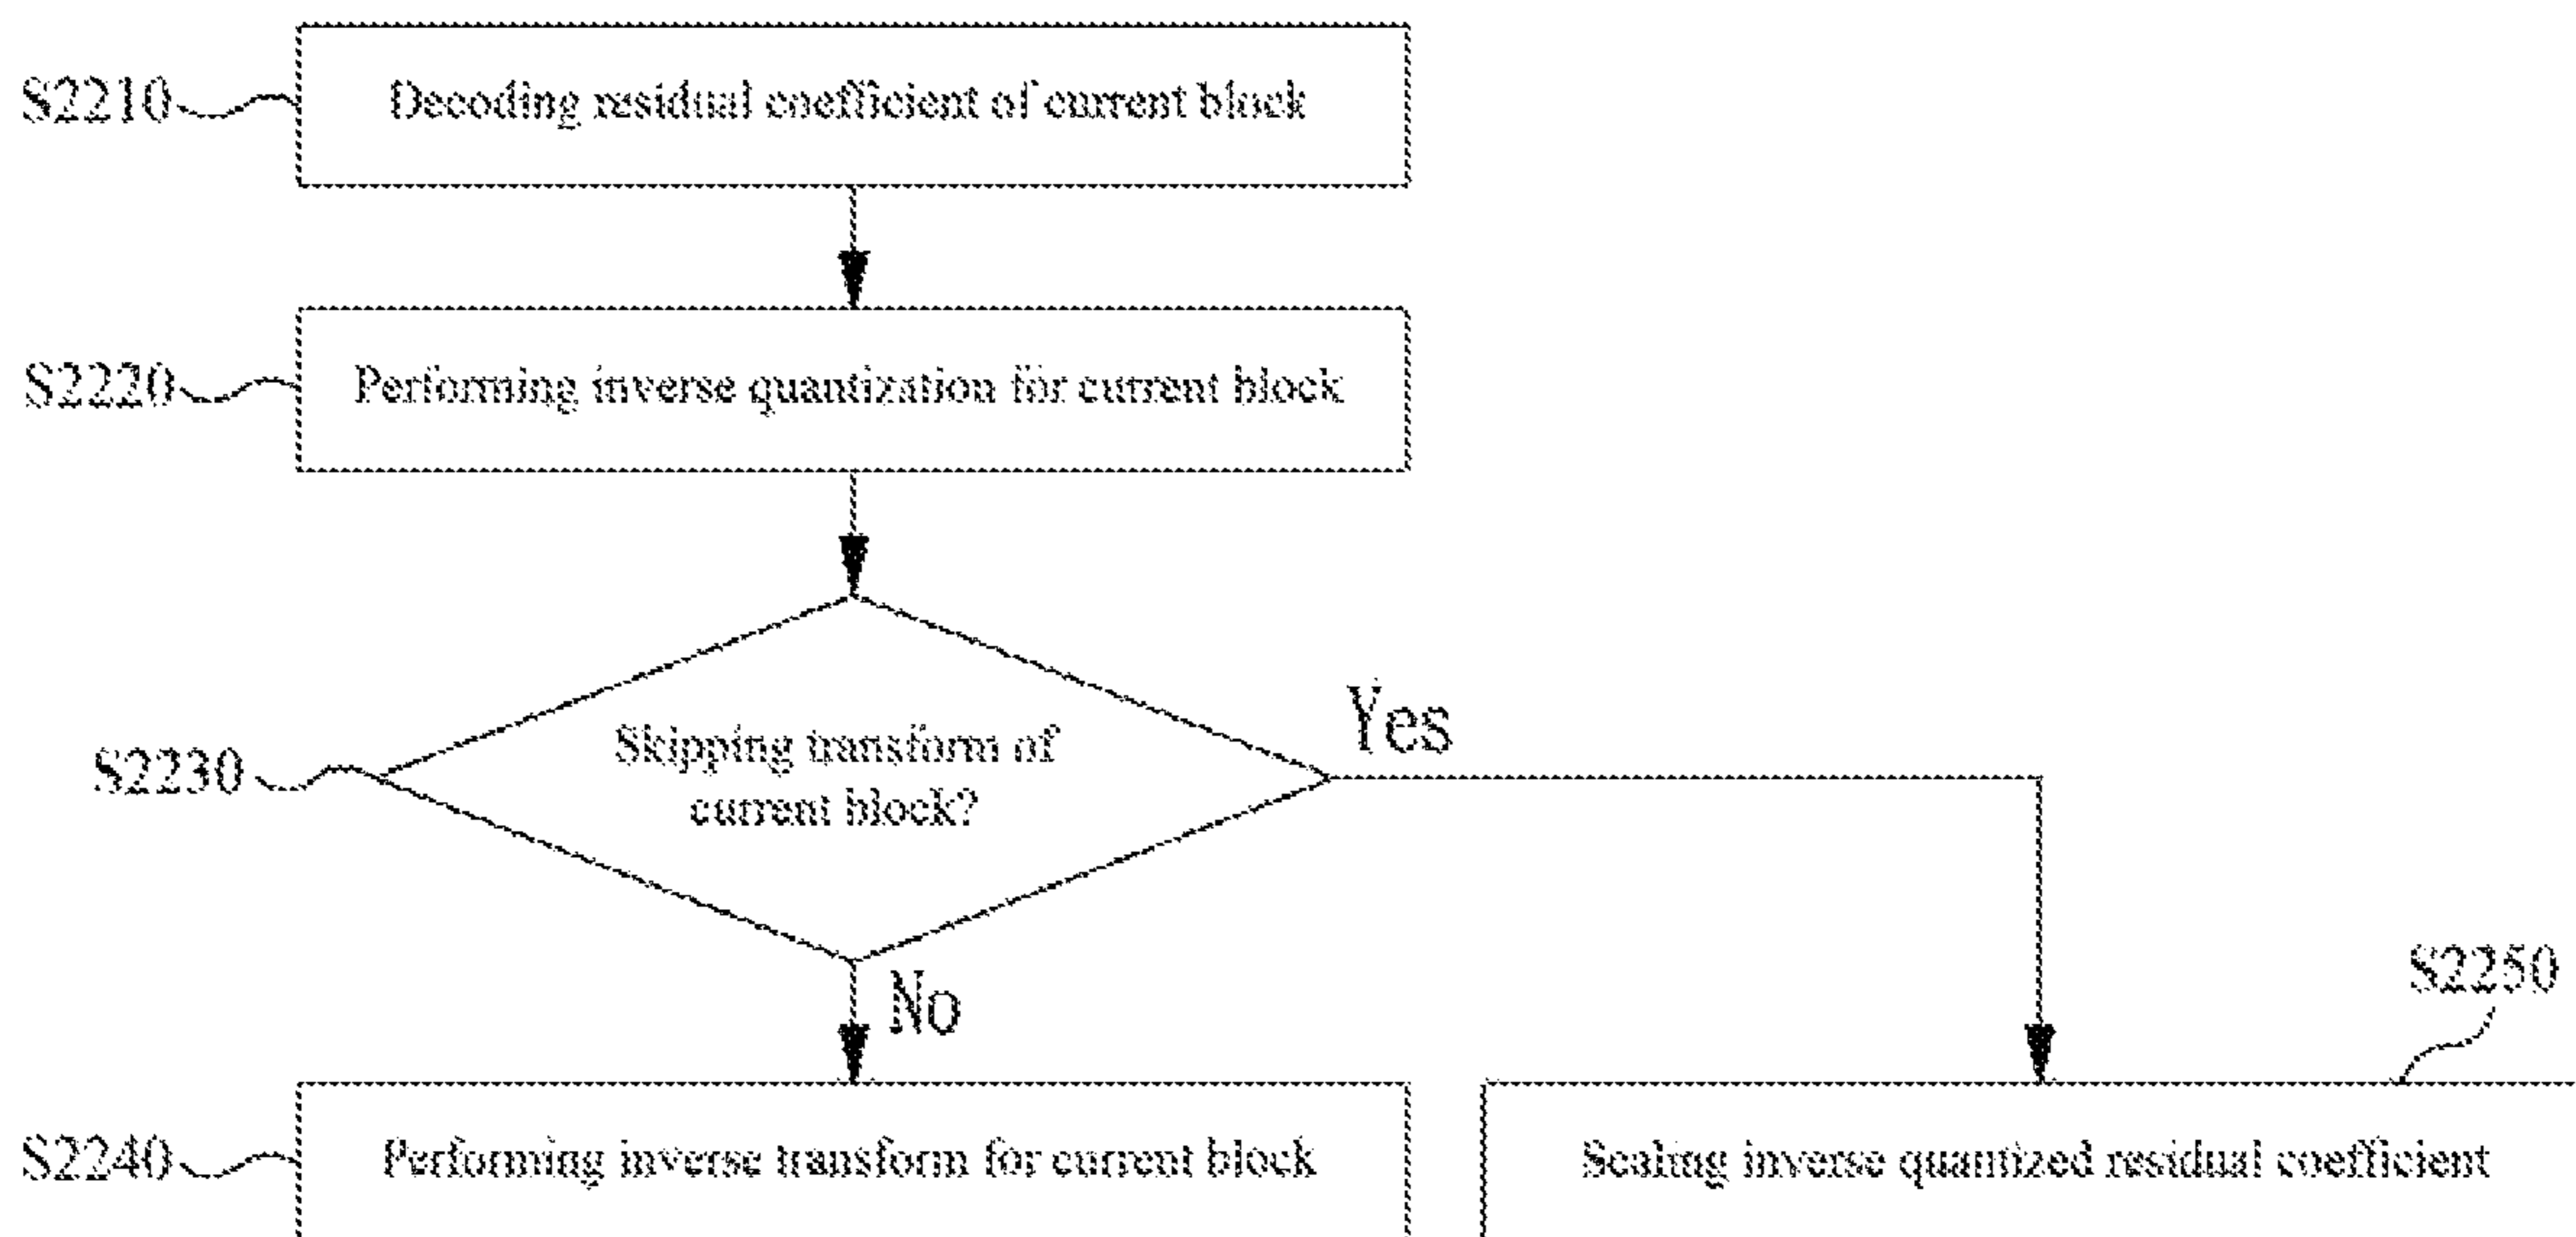 S2210
Decoding residual coefficient of current block
S2220
Performing inverse quantization for current block
S2230
Skipping transform of
current block?
Yes
No
S2250
S2240
Performing inverse transform for current block
Scaling inverse quantized residual coefficient